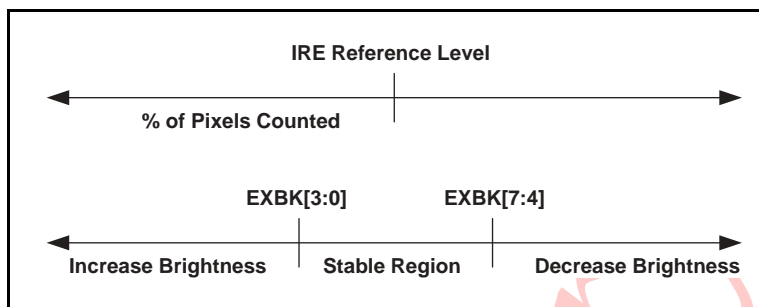 IRE Reference Level
% of Pixels Counted
EXBK[3:0] EXBK[7:4]
Increase Brightness Stable Region Decrease Brightness